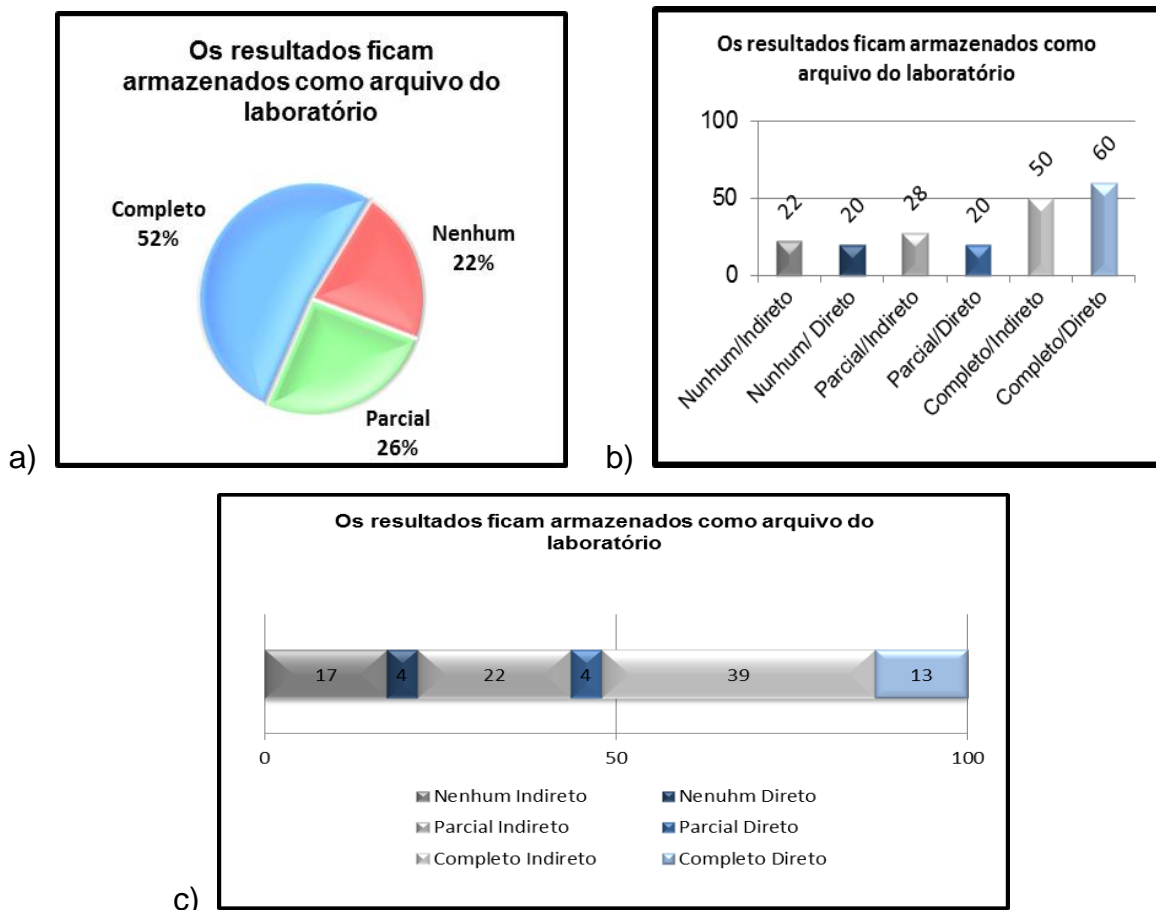 Os resultados ficam
armazenados como arquivo do
laboratório
Completo
52%
Nenhum
22%
Parcial
26%
a)
Os resultados ficam armazenados como
arquivo do laboratório
100
50
0
22
20
28
20
50
60
Nunhum/Indireto
Nunhum/ Direto
Parcial/Indireto
Parcial/Direto
Completo/Indireto
Completo/Direto
b)
Os resultados ficam armazenados como arquivo do
laboratório
17 4 22 4 39 13
0 50 100
Nenhum Indireto Nenuhm Direto
Parcial Indireto Parcial Direto
Completo Indireto Completo Direto
c)